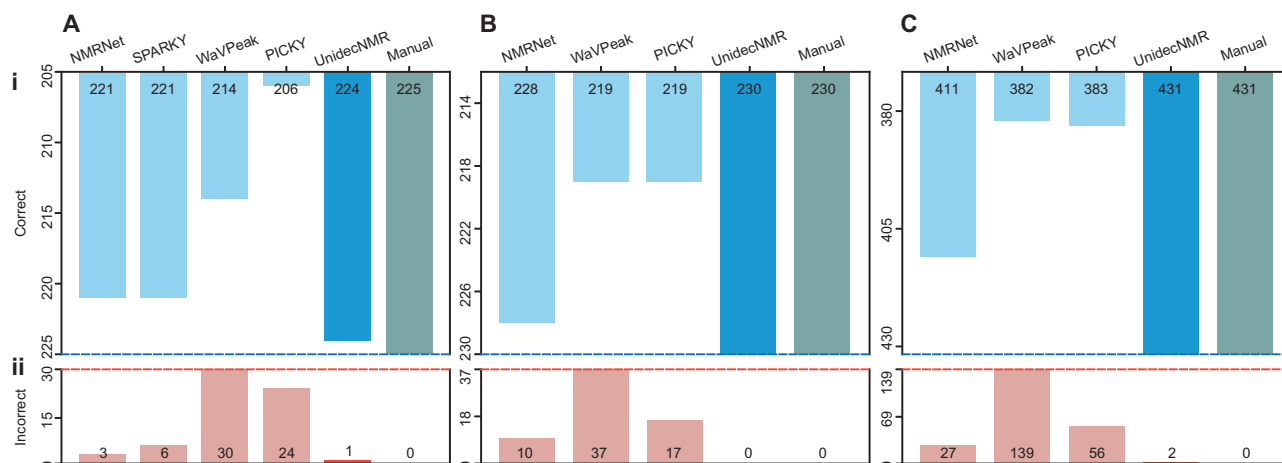 A
B
C
NMRNet SPARKY WaVPeak PICKY UnidecNMR Manual
NMRNet WaVPeak PICKY UnidecNMR Manual
NMRNet WaVPeak PICKY UnidecNMR Manual
i
Correct
205
210
215
220
225
221 221 214 206 224 225
214
218
222
226
230
228 219 219 230 230
380
405
430
411 382 383 431 431
ii
Incorrect
30
15
3 6 30 24 1 0
37
18
10 37 17 0 0
139
69
27 139 56 2 0